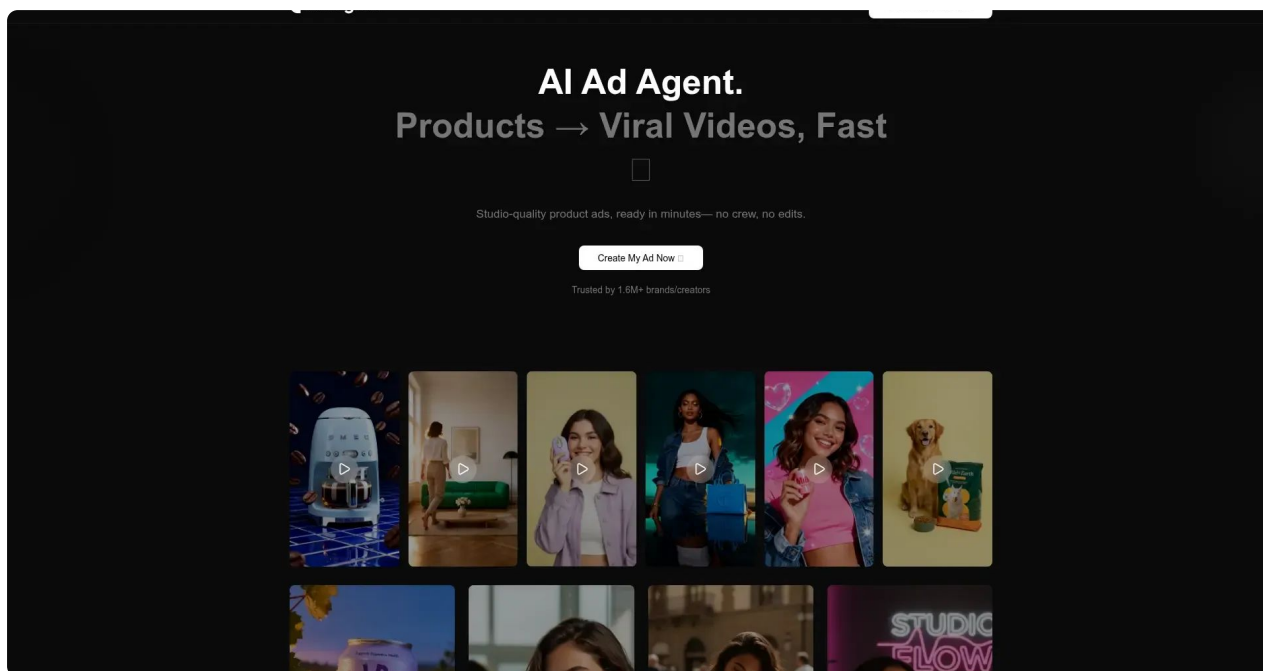 AI Ad Agent.
Products → Viral Videos, Fast
Studio-quality product ads, ready in minutes— no crew, no edits.
Create My Ad Now
Trusted by 1.6M+ brands/creators
SMEG
STUDIO
FLOW